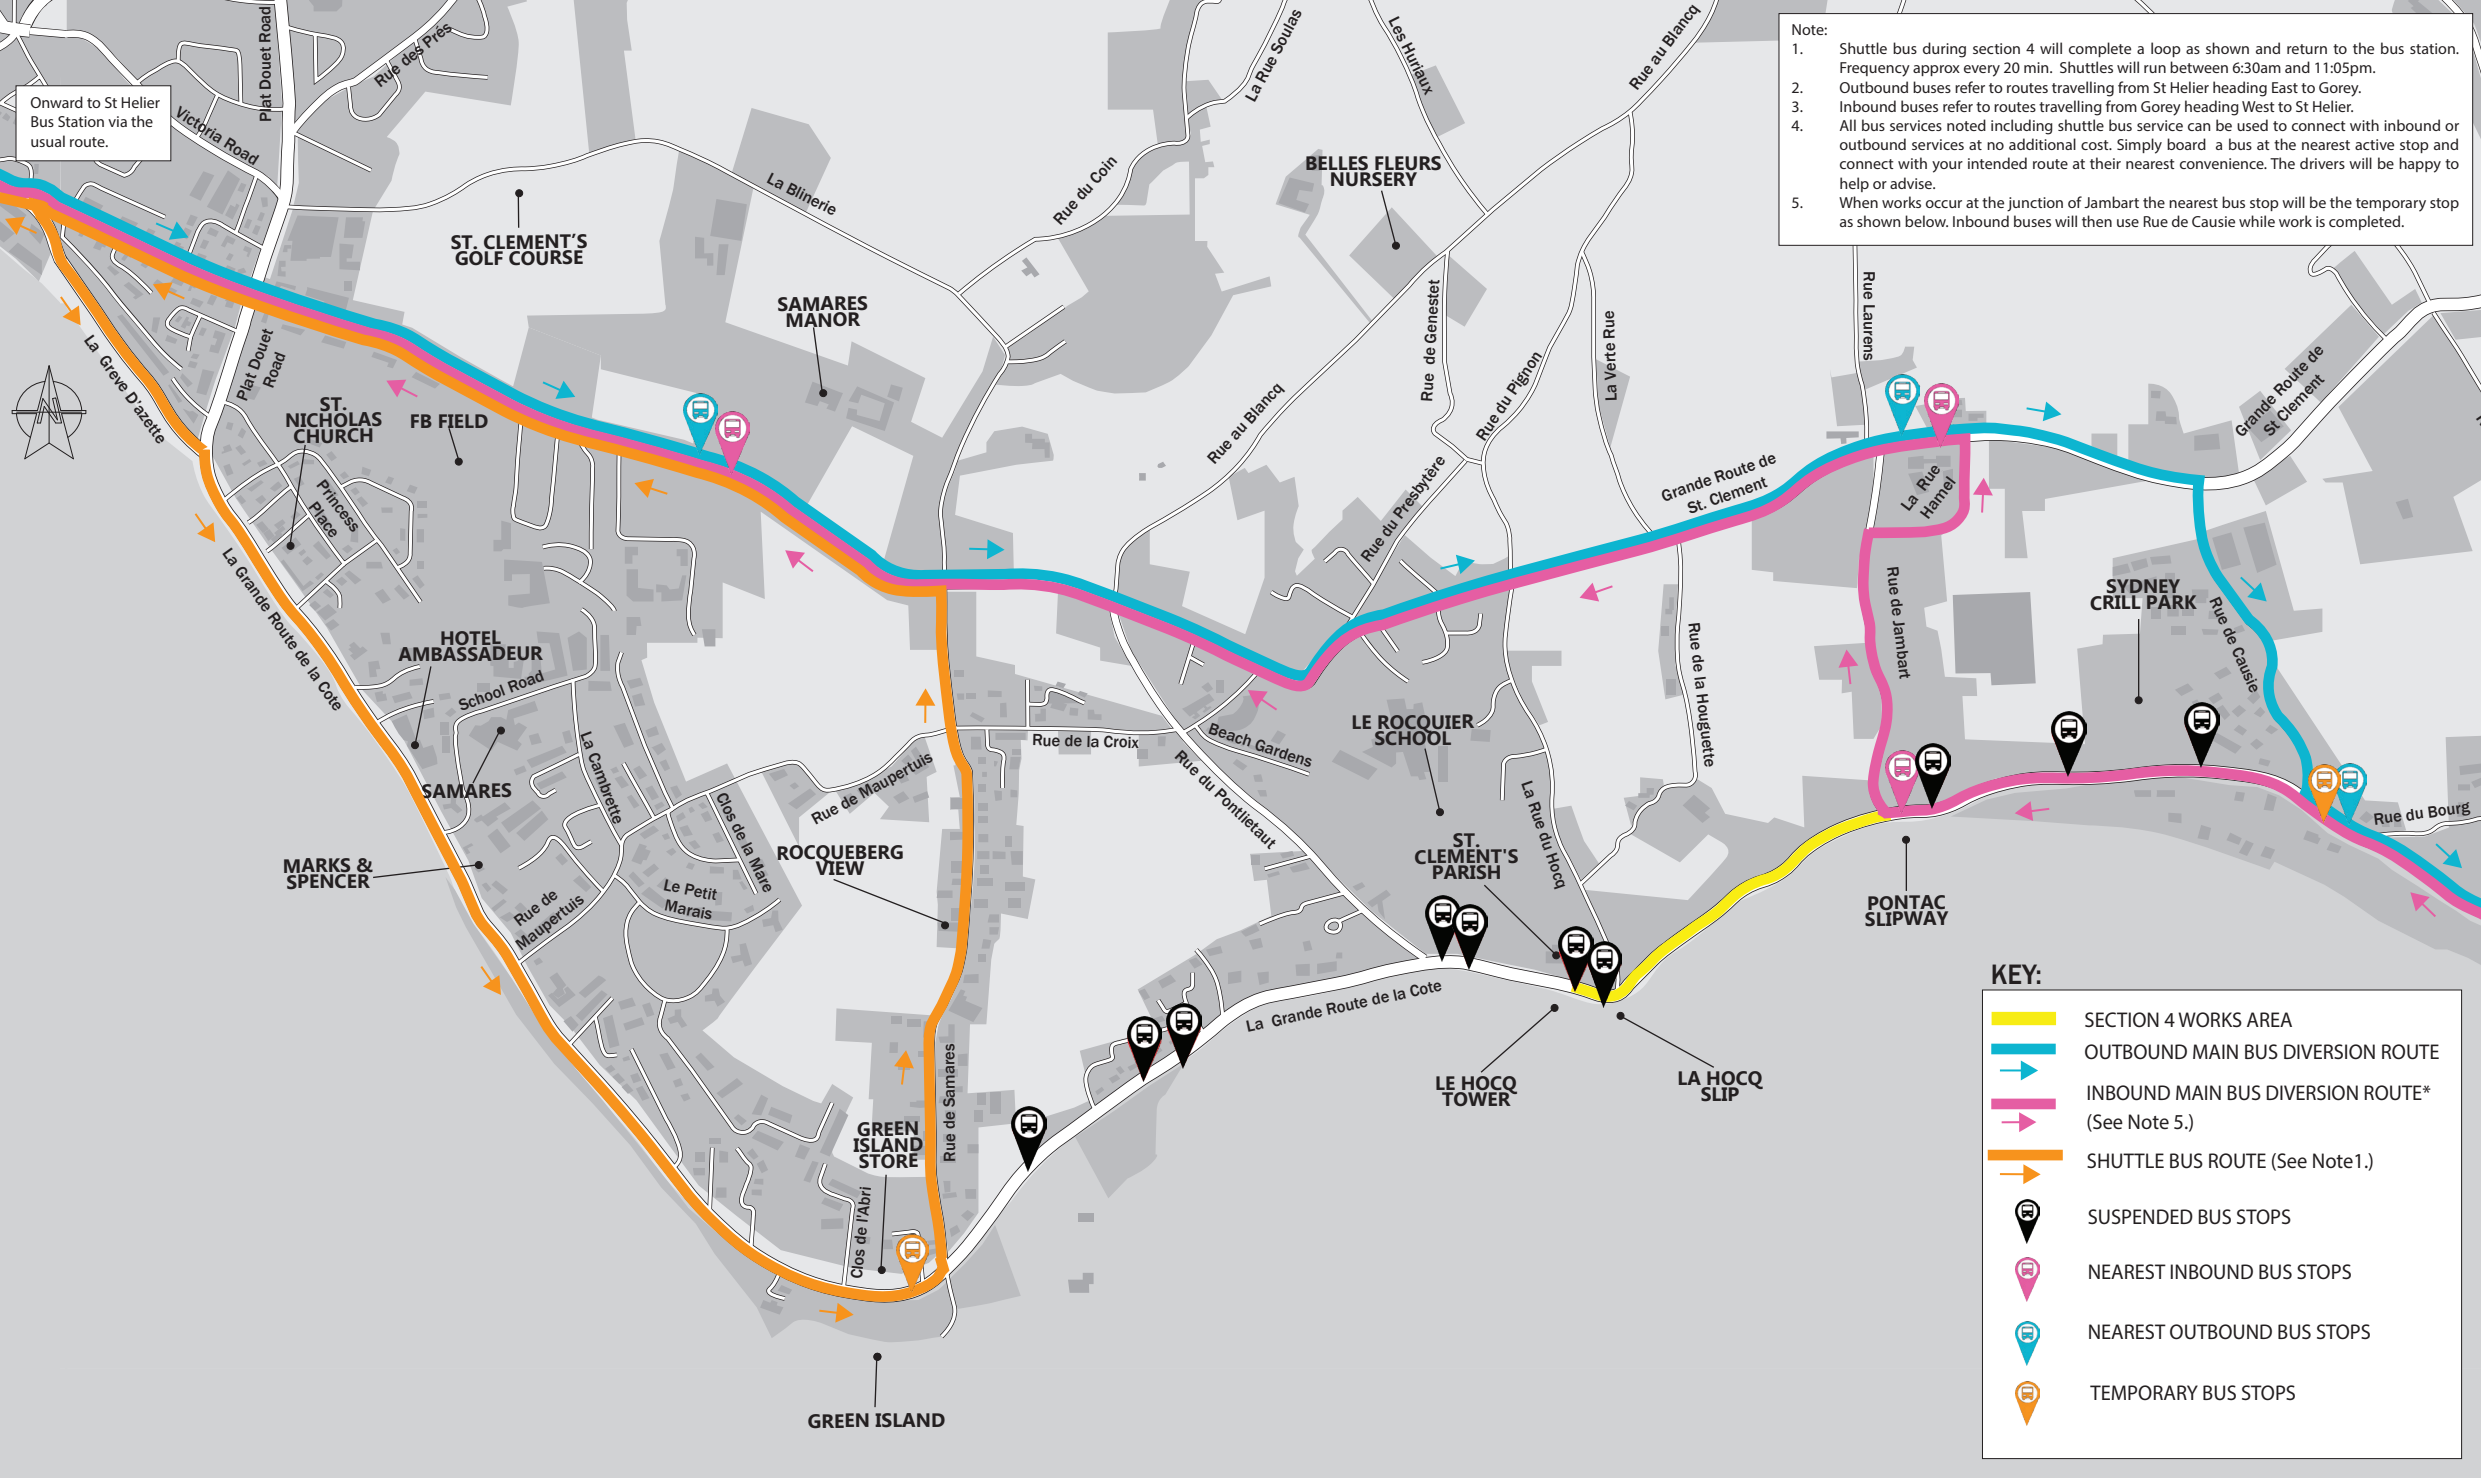 Note:
1. Shuttle bus during section 4 will complete a loop as shown and return to the bus station.
Frequency approx every 20 min. Shuttles will run between 6:30am and 11:05pm.
2. Outbound buses refer to routes travelling from St Helier heading East to Gorey.
3. Inbound buses refer to routes travelling from Gorey heading West to St Helier.
4. All bus services noted including shuttle bus service can be used to connect with inbound or
outbound services at no additional cost. Simply board a bus at the nearest active stop and
connect with your intended route at their nearest convenience. The drivers will be happy to
help or advise.
5. When works occur at the junction of Jambart the nearest bus stop will be the temporary stop
as shown below. Inbound buses will then use Rue de Causie while work is completed.
Onward to St Helier
Bus Station via the
usual route.
Plat Douet Road
Rue des Prés
Victoria Road
La Rue Soulas
Les Huriaux
Rue au Blancq
La Blinerie
Rue du Coin
BELLES FLEURS
NURSERY
ST. CLEMENT'S
GOLF COURSE
SAMARES
MANOR
Rue de Genestet
La Verte Rue
Rue Laurens
Grande Route de
St Clement
La Greve D'azette
Plat Douet
Road
N
ST.
NICHOLAS
CHURCH
FB FIELD
Rue au Blancq
Rue du Pignon
Rue du Presbytère
Grande Route de
St. Clement
La Rue
Hamel
Princess
Place
La Grande Route de la Cote
HOTEL
AMBASSADEUR
School Road
SAMARES
La Cambrette
Rue de Maupertuis
Rue de la Croix
Beach Gardens
Rue du Pontlietaut
LE ROCQUIER
SCHOOL
Rue de la Houguette
Rue de Jambart
SYDNEY
CRILL PARK
Rue de Causie
Rue du Bourg
MARKS &
SPENCER
Clos de la Mare
ROCQUEBERG
VIEW
Le Petit
Marais
Rue de
Maupertuis
ST.
CLEMENT'S
PARISH
La Rue du Hocq
PONTAC
SLIPWAY
La Grande Route de la Cote
LE HOCQ
TOWER
LA HOCQ
SLIP
Rue de Samares
GREEN
ISLAND
STORE
Clos de l'Abri
GREEN ISLAND
KEY:
SECTION 4 WORKS AREA
OUTBOUND MAIN BUS DIVERSION ROUTE
INBOUND MAIN BUS DIVERSION ROUTE*
(See Note 5.)
SHUTTLE BUS ROUTE (See Note1.)
SUSPENDED BUS STOPS
NEAREST INBOUND BUS STOPS
NEAREST OUTBOUND BUS STOPS
TEMPORARY BUS STOPS